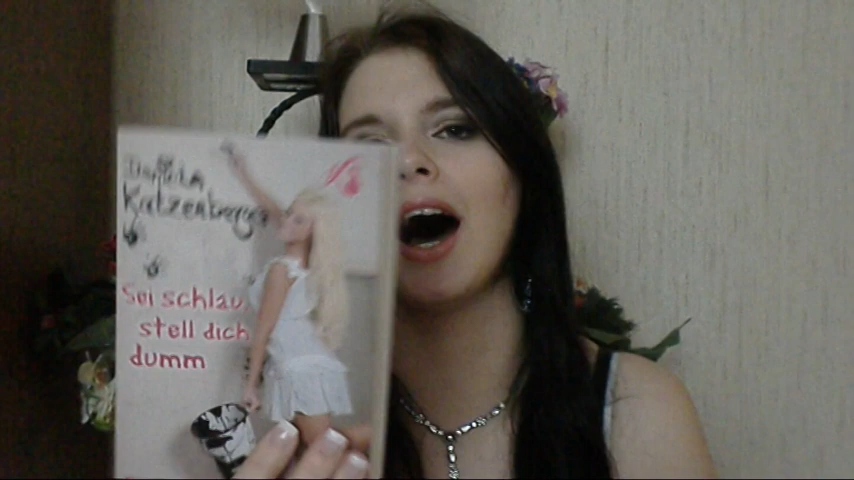 Daniela
Katzenberger
Sei schlau
stell dich
dumm